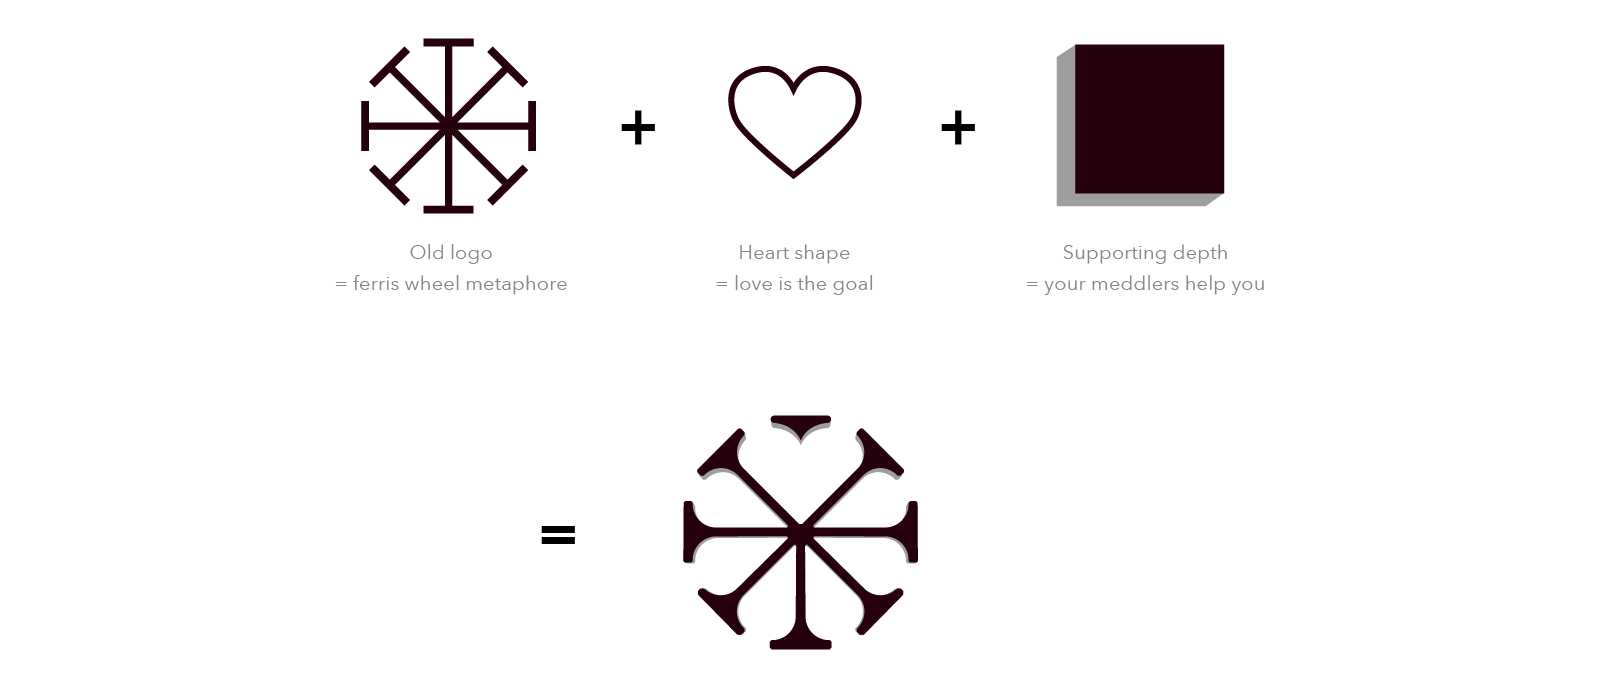 +
+
Old logo
= ferris wheel metaphore
Heart shape
= love is the goal
Supporting depth
= your meddlers help you
=